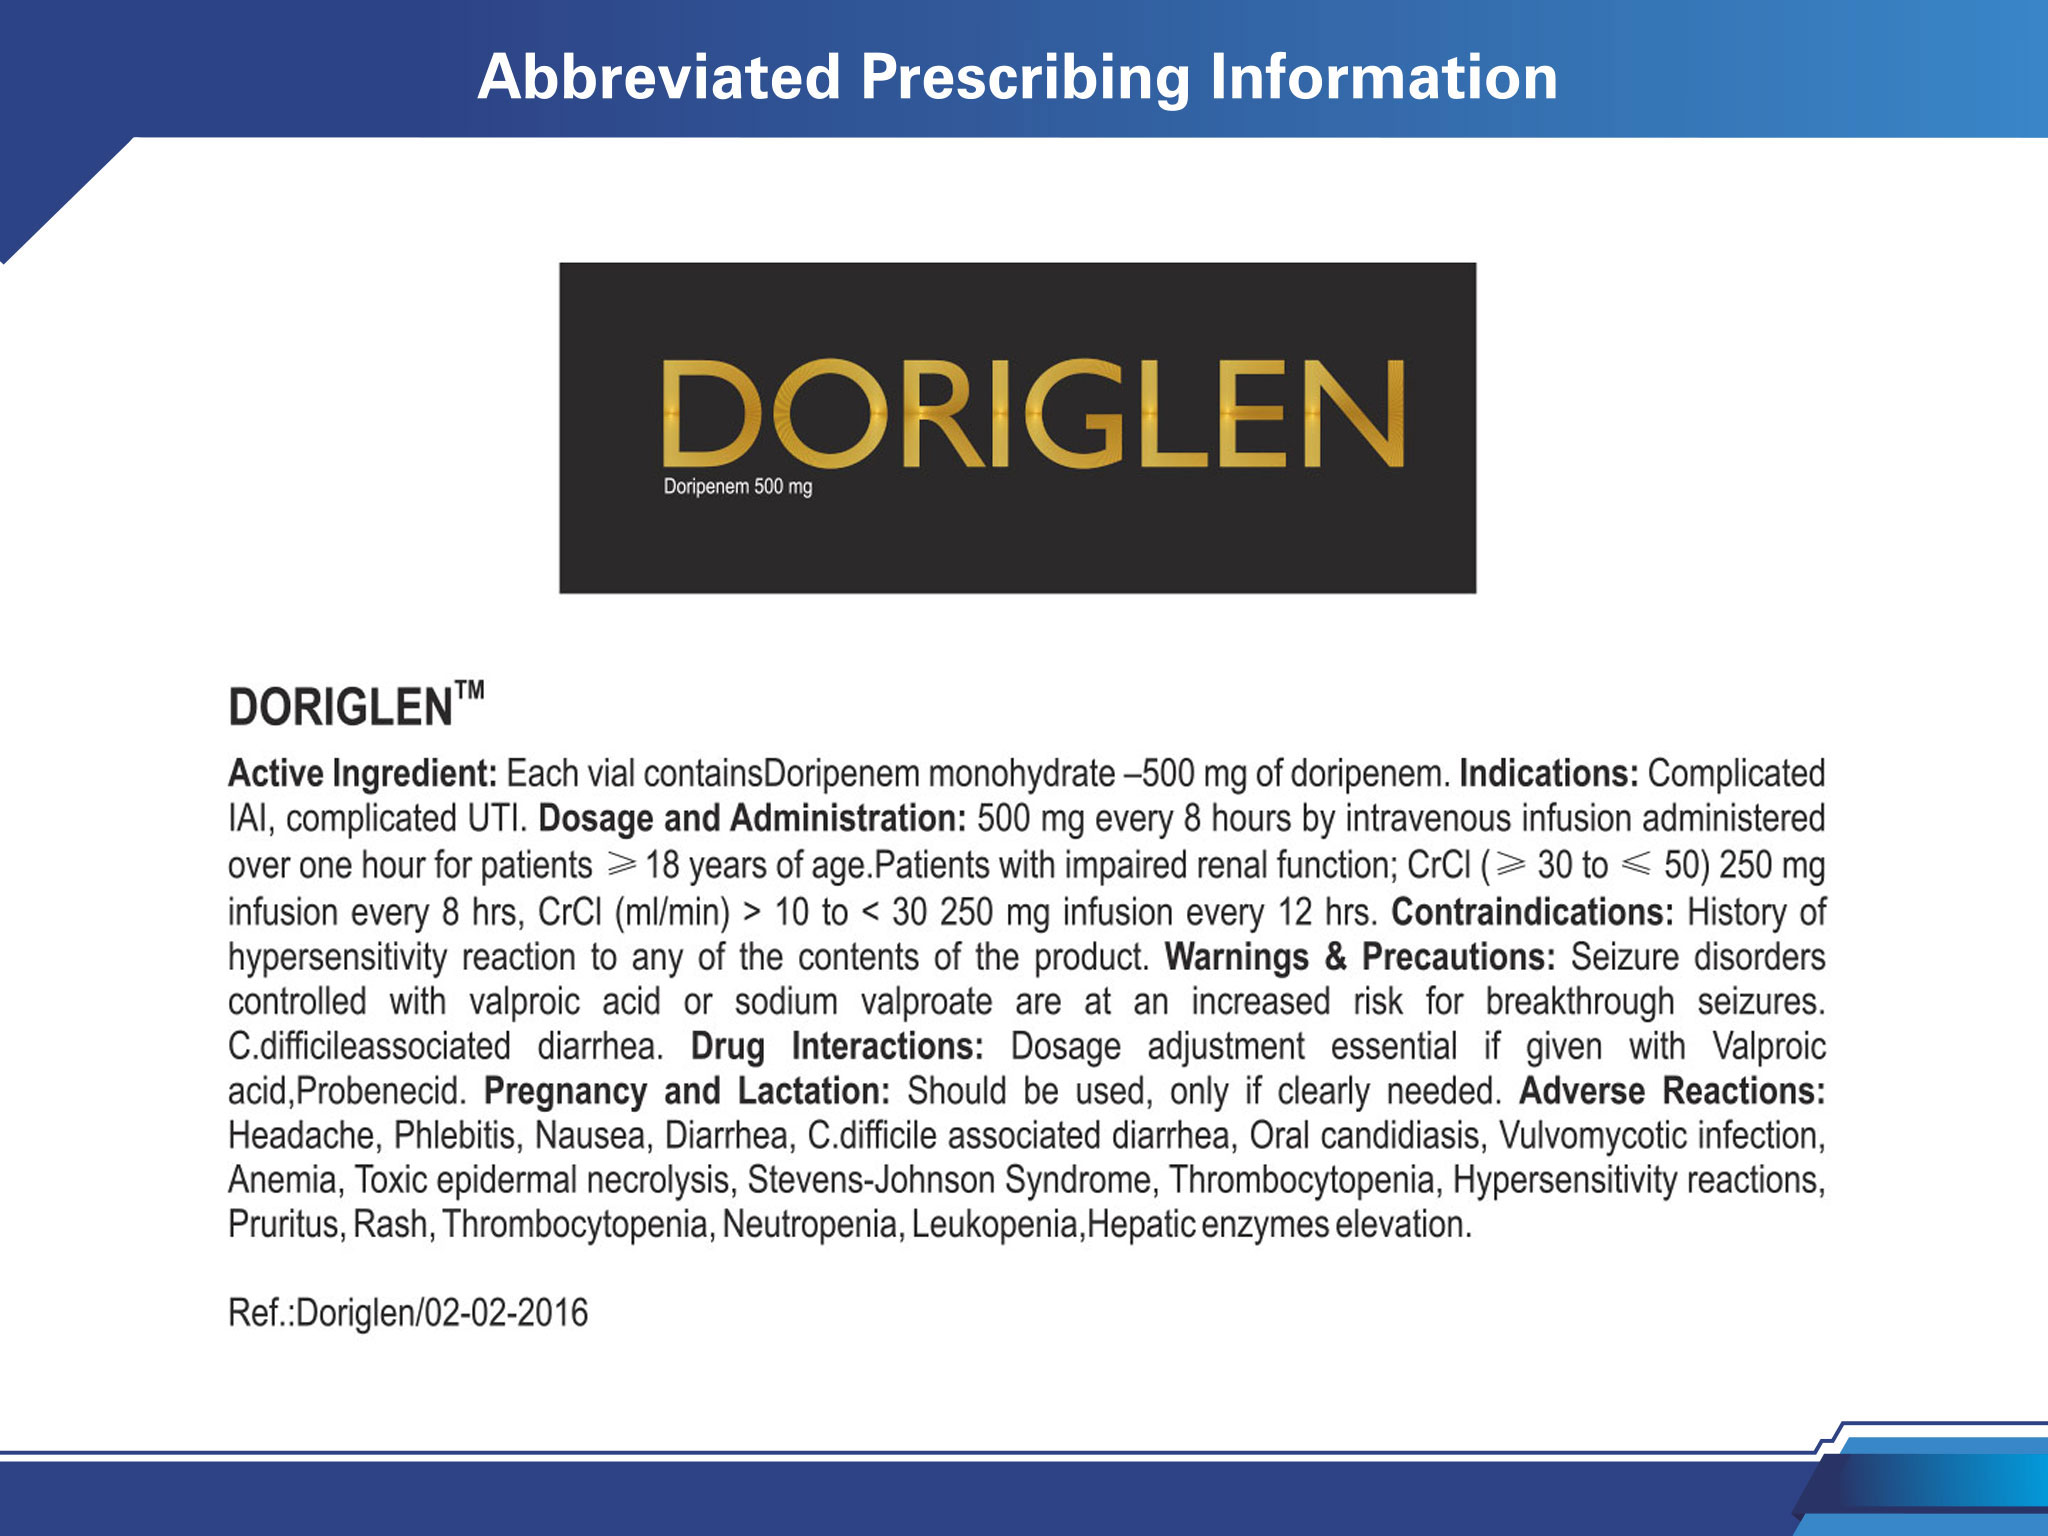 Abbreviated Prescribing Information
DORIGLEN
Doripenem 500 mg
DORIGLEN™
Active Ingredient: Each vial containsDoripenem monohydrate –500 mg of doripenem. Indications: Complicated
IAI, complicated UTI. Dosage and Administration: 500 mg every 8 hours by intravenous infusion administered
over one hour for patients ⩾ 18 years of age.Patients with impaired renal function; CrCl (⩾ 30 to ⩽ 50) 250 mg
infusion every 8 hrs, CrCl (ml/min) > 10 to < 30 250 mg infusion every 12 hrs. Contraindications: History of
hypersensitivity reaction to any of the contents of the product. Warnings & Precautions: Seizure disorders
controlled with valproic acid or sodium valproate are at an increased risk for breakthrough seizures.
C.difficileassociated diarrhea. Drug Interactions: Dosage adjustment essential if given with Valproic
acid,Probenecid. Pregnancy and Lactation: Should be used, only if clearly needed. Adverse Reactions:
Headache, Phlebitis, Nausea, Diarrhea, C.difficile associated diarrhea, Oral candidiasis, Vulvomycotic infection,
Anemia, Toxic epidermal necrolysis, Stevens-Johnson Syndrome, Thrombocytopenia, Hypersensitivity reactions,
Pruritus, Rash, Thrombocytopenia, Neutropenia, Leukopenia,Hepatic enzymes elevation.
Ref.:Doriglen/02-02-2016